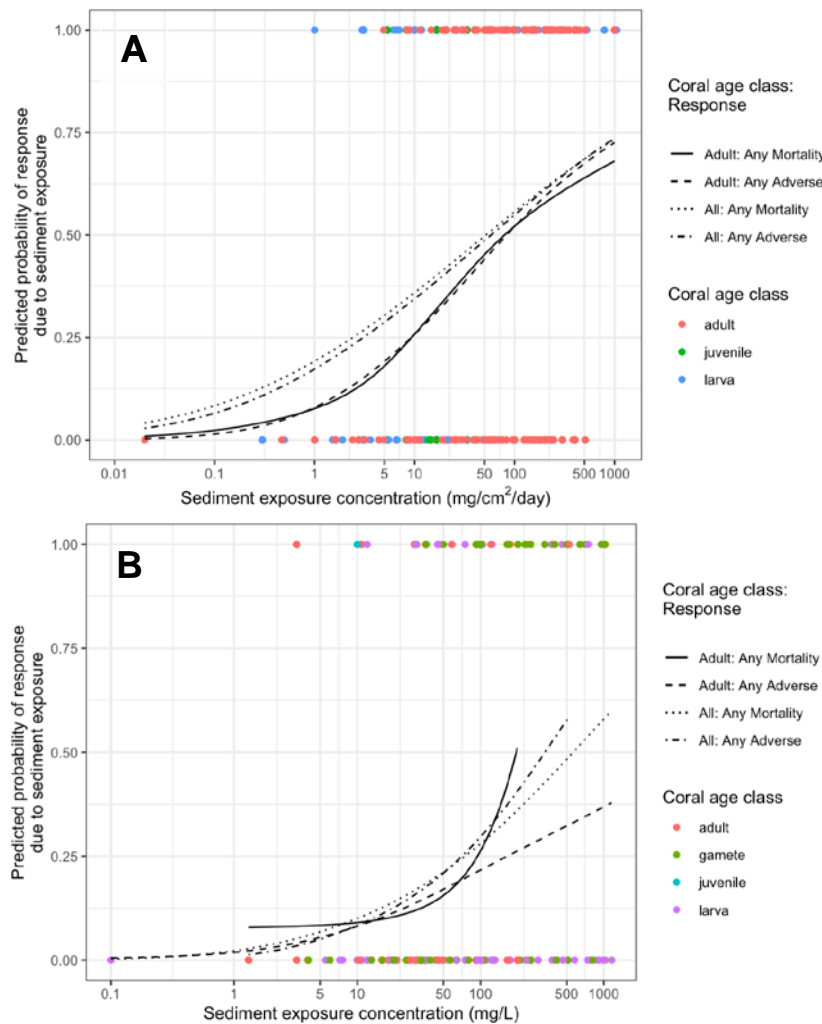 A
1.00
0.75
0.50
0.25
0.00
Predicted probability of response
due to sediment exposure
0.01
0.1
1
5
10
50
100
500
1000
Sediment exposure concentration (mg/cm²/day)
Coral age class:
Response
Adult: Any Mortality
Adult: Any Adverse
All: Any Mortality
All: Any Adverse
Coral age class
adult
juvenile
larva
B
1.00
0.75
0.50
0.25
0.00
Predicted probability of response
due to sediment exposure
0.1
1
5
10
50
100
500
1000
Sediment exposure concentration (mg/L)
Coral age class:
Response
Adult: Any Mortality
Adult: Any Adverse
All: Any Mortality
All: Any Adverse
Coral age class
adult
gamete
juvenile
larva